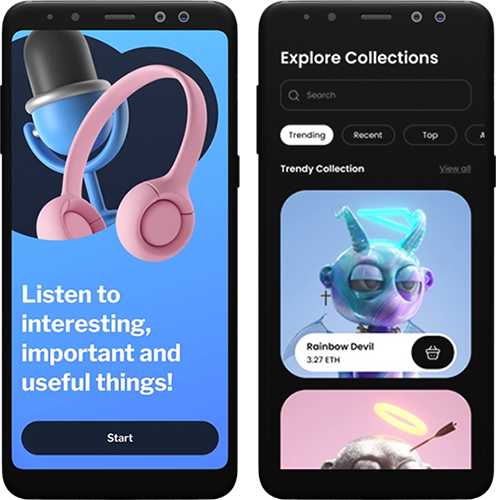 Listen to
interesting,
important and
useful things!
Start
Explore Collections
Search
Trending
Recent
Top
A
Trendy Collection
View all
Rainbow Devil
3.27 ETH